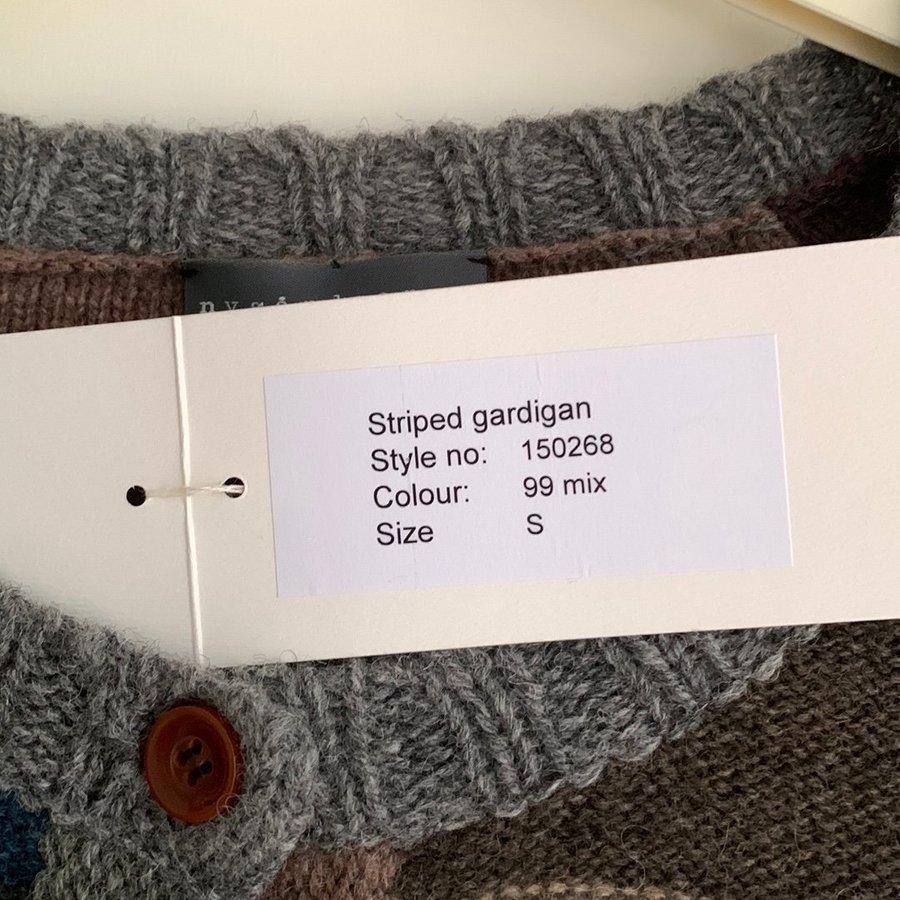 Striped gardigan
Style no: 150268
Colour: 99 mix
Size S